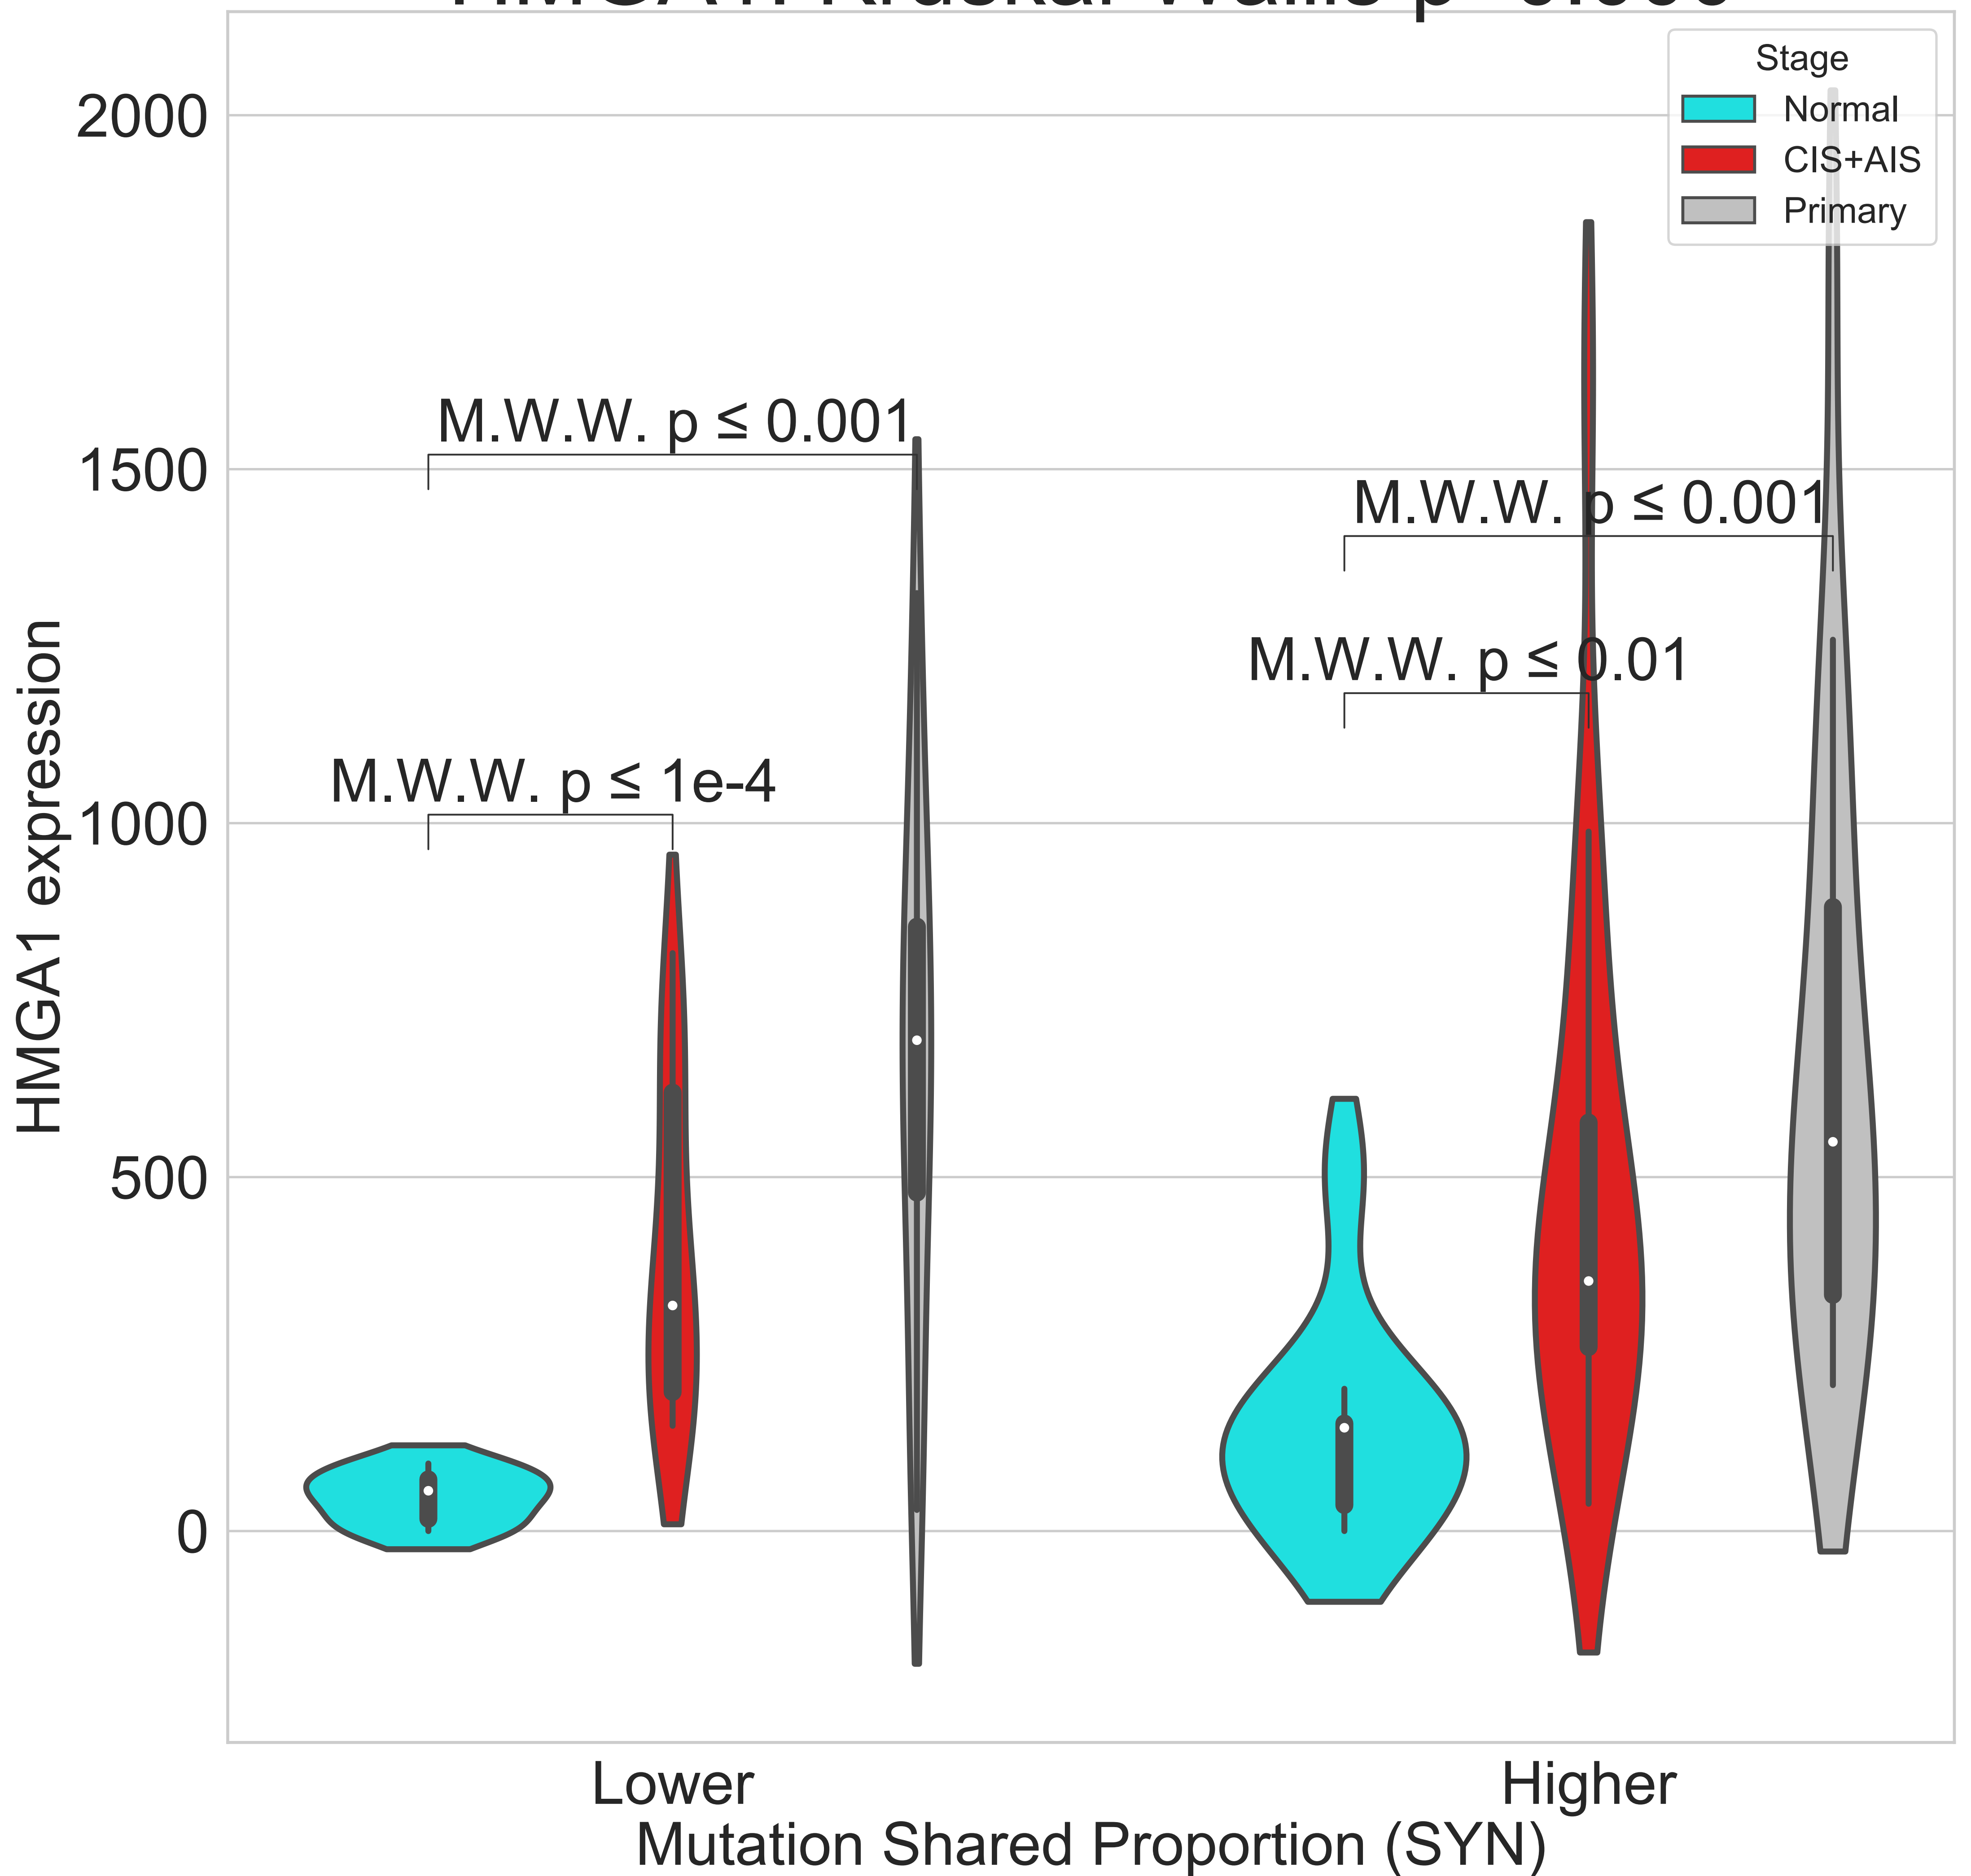 Stage
Normal
CIS+AIS
Primary
2000
1500
1000
500
0
HMGA1 expression
M.W.W. p ≤ 0.001
M.W.W. p ≤ 0.001
M.W.W. p ≤ 0.01
M.W.W. p ≤ 1e-4
Lower
Higher
Mutation Shared Proportion (SYN)